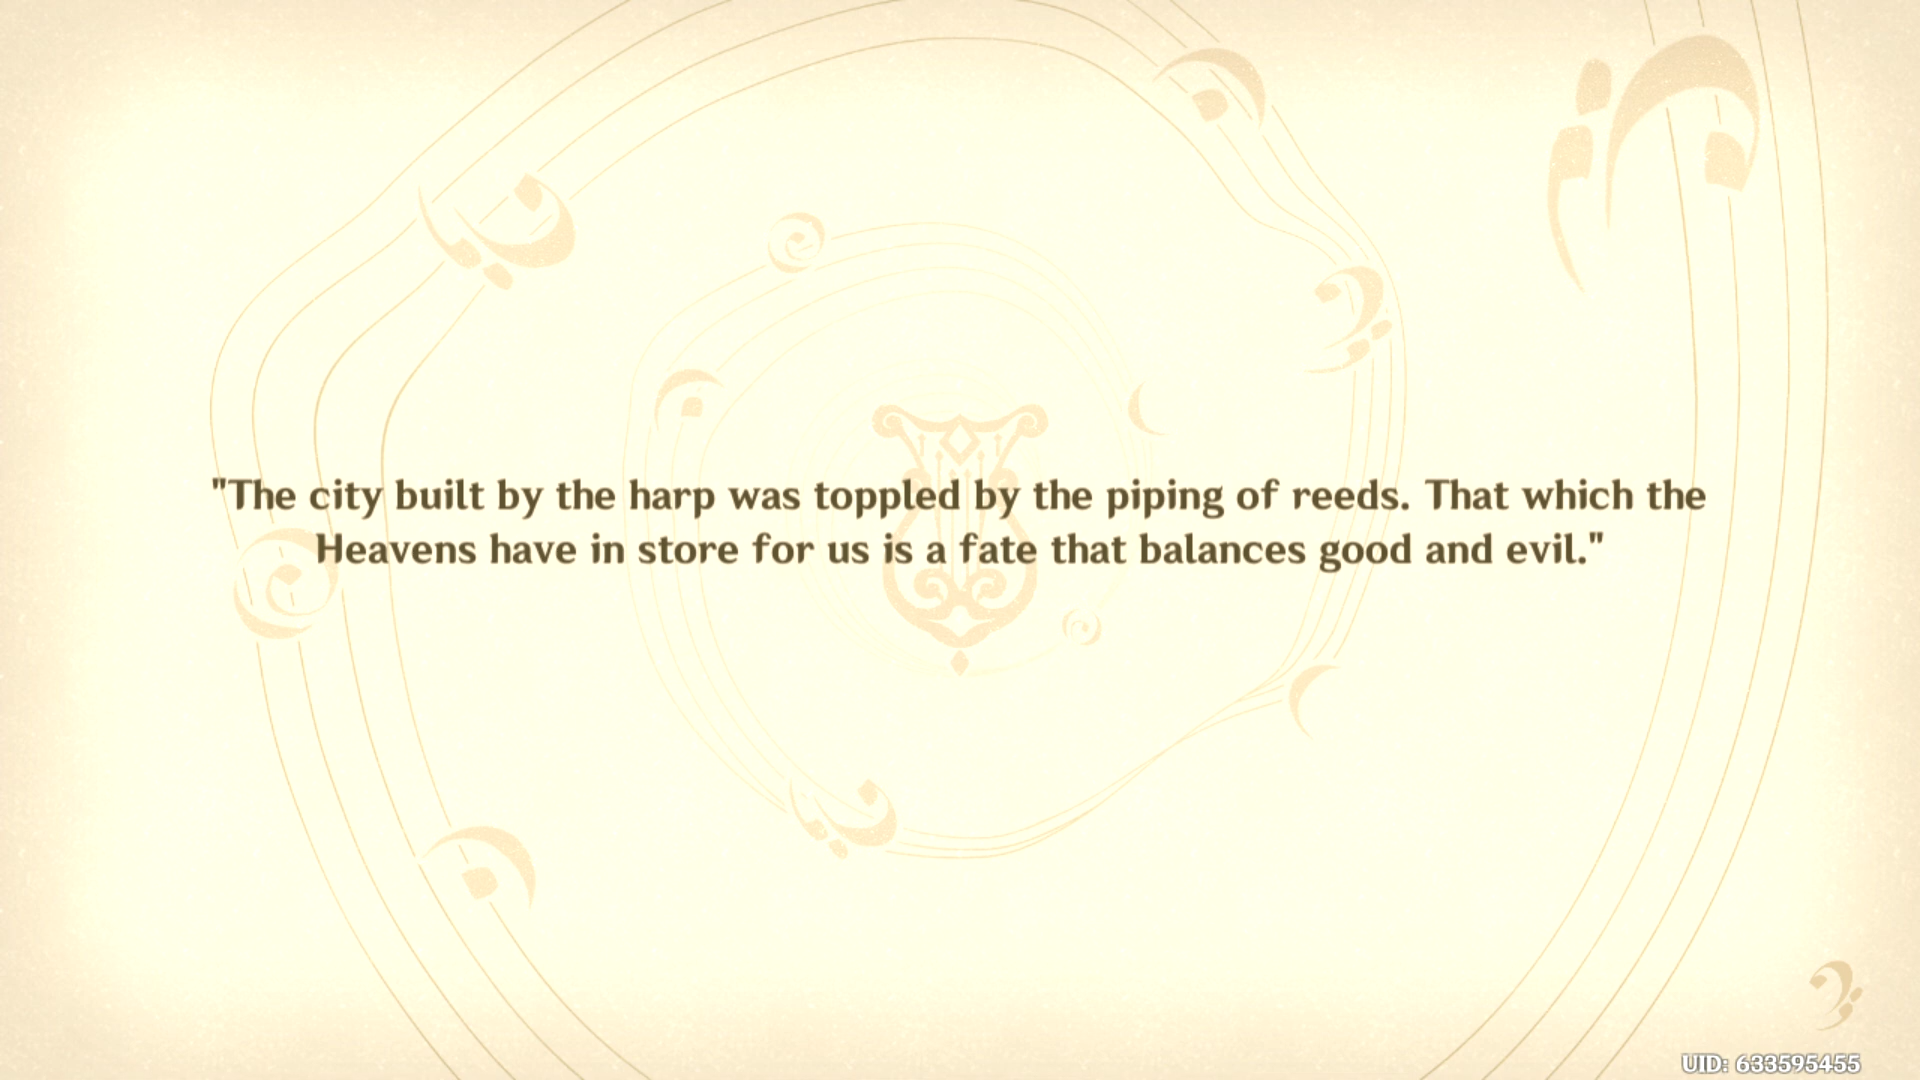 "The city built by the harp was toppled by the piping of reeds. That which the
Heavens have in store for us is a fate that balances good and evil."
UID: 633595455